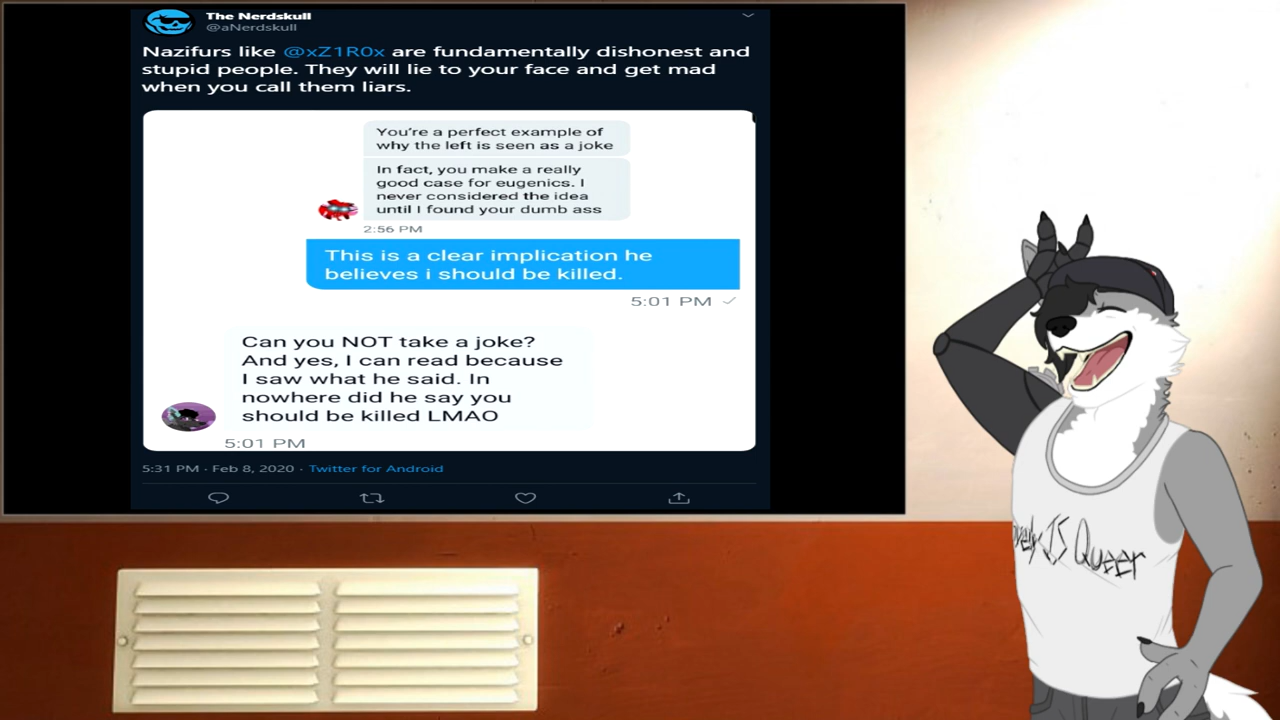 The Nerdskull
@aNerdskull
Nazifurs like @xZ1R0x are fundamentally dishonest and
stupid people. They will lie to your face and get mad
when you call them liars.
You're a perfect example of
why the left is seen as a joke
In fact, you make a really
good case for eugenics. I
never considered the idea
until I found your dumb ass
2:56 PM
This is a clear implication he
believes i should be killed.
5:01 PM
Can you NOT take a joke?
And yes, I can read because
I saw what he said. In
nowhere did he say you
should be killed LMAO
5:01 PM
5:31 PM · Feb 8, 2020 · Twitter for Android
IS Queer